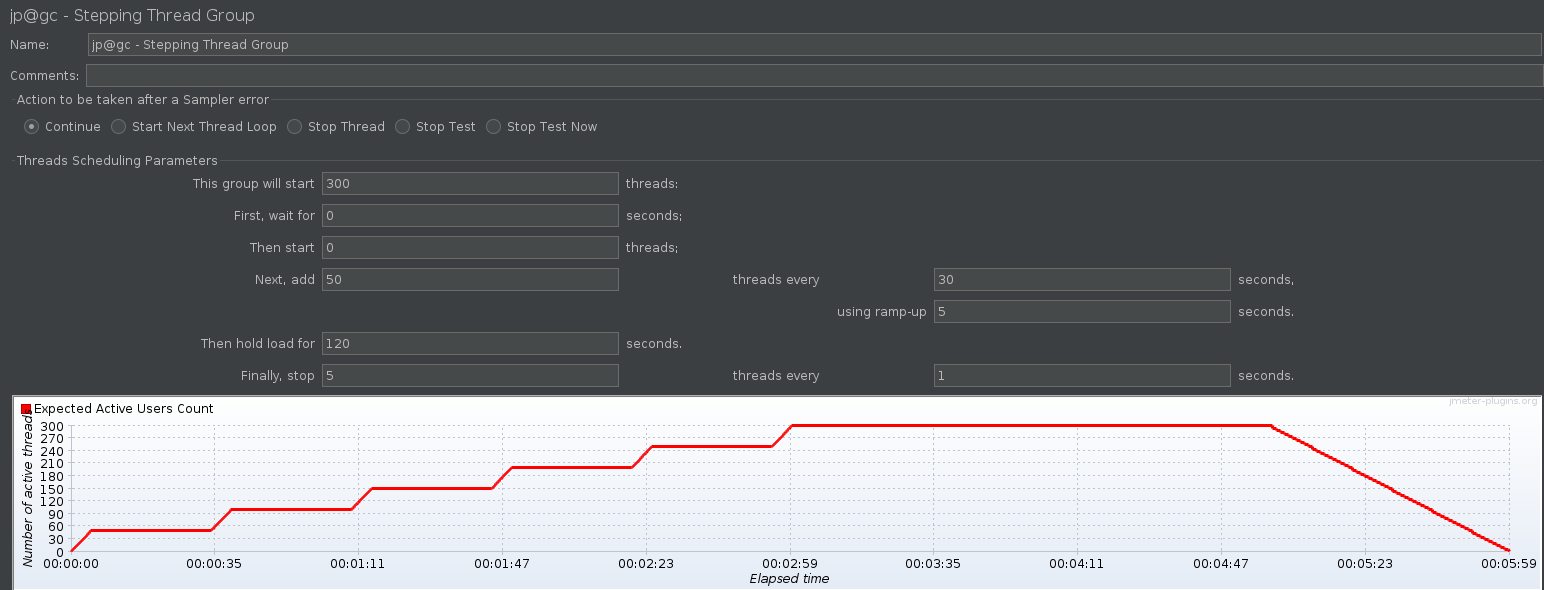 jp@gc - Stepping Thread Group
Name: jp@gc - Stepping Thread Group
Comments:
Action to be taken after a Sampler error
Continue Start Next Thread Loop Stop Thread Stop Test Stop Test Now
Threads Scheduling Parameters
This group will start 300 threads:
First, wait for 0 seconds;
Then start 0 threads;
Next, add 50 threads every 30 seconds,
using ramp-up 5 seconds.
Then hold load for 120 seconds.
Finally, stop 5 threads every 1 seconds.
jmeter-plugins.org
Expected Active Users Count
Number of active threads
300
270
240
210
180
150
120
90
60
30
0
00:00:00 00:00:35 00:01:11 00:01:47 00:02:23 00:02:59 00:03:35 00:04:11 00:04:47 00:05:23 00:05:59
Elapsed time